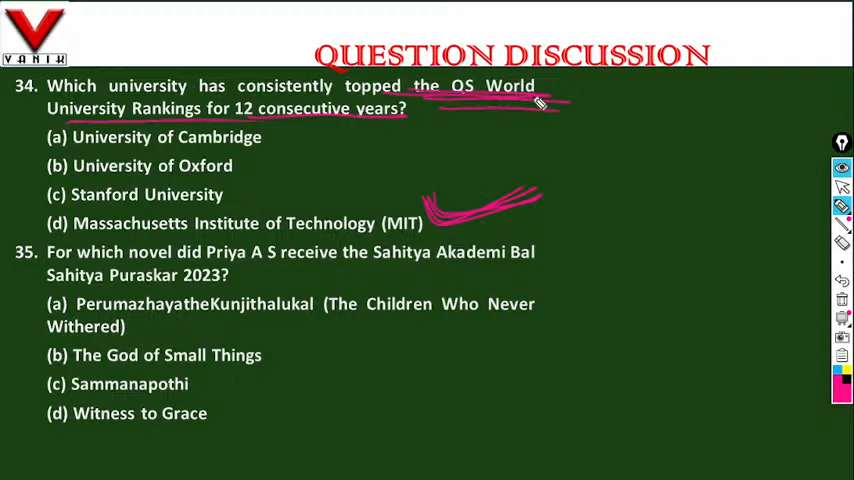 VANIK
QUESTION DISCUSSION
34. Which university has consistently topped the QS World
University Rankings for 12 consecutive years?
(a) University of Cambridge
(b) University of Oxford
(c) Stanford University
(d) Massachusetts Institute of Technology (MIT)
35. For which novel did Priya A S receive the Sahitya Akademi Bal
Sahitya Puraskar 2023?
(a) PerumazhayatheKunjithalukal (The Children Who Never
Withered)
(b) The God of Small Things
(c) Sammanapothi
(d) Witness to Grace